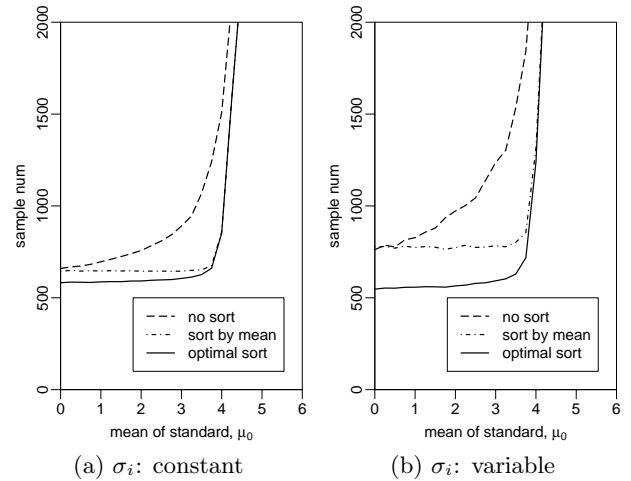 2000
1500
1000
500
0
sample num
no sort
sort by mean
optimal sort
0 1 2 3 4 5 6
mean of standard, μ0
(a) σi: constant
2000
1500
1000
500
0
sample num
no sort
sort by mean
optimal sort
0 1 2 3 4 5 6
mean of standard, μ0
(b) σi: variable